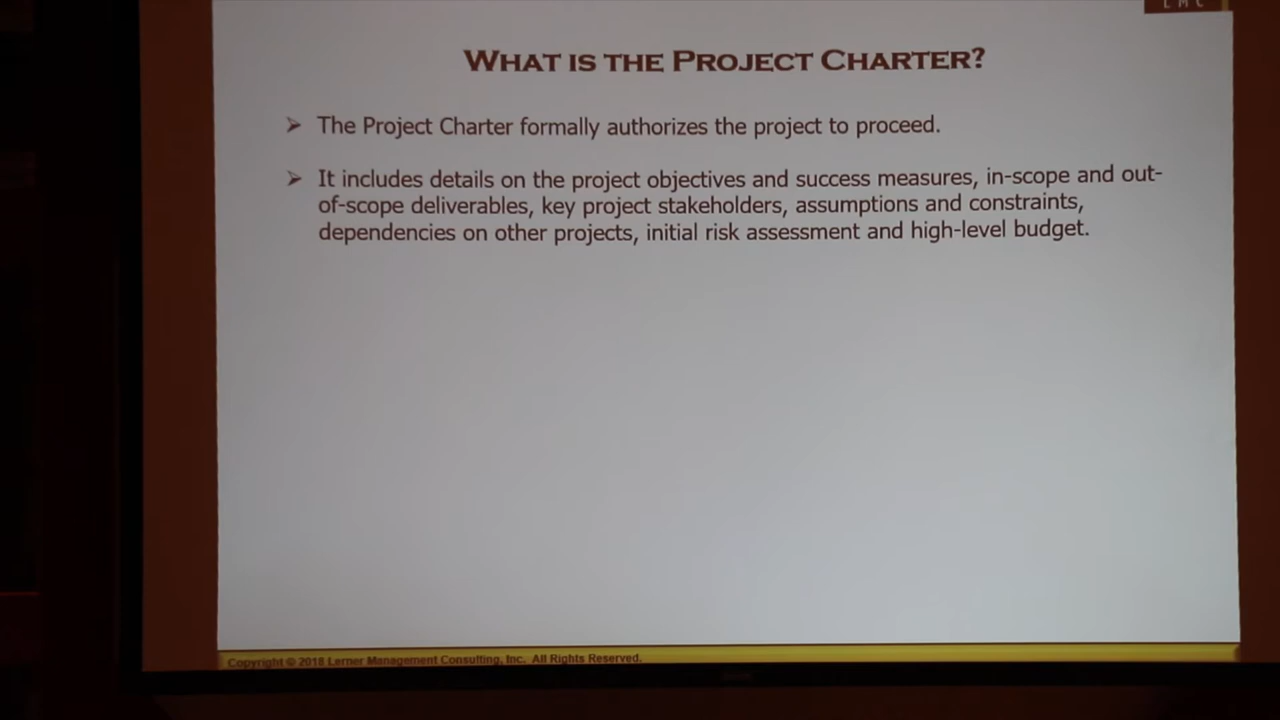 LMC
WHAT IS THE PROJECT CHARTER?
➢ The Project Charter formally authorizes the project to proceed.
➢ It includes details on the project objectives and success measures, in-scope and out-
of-scope deliverables, key project stakeholders, assumptions and constraints,
dependencies on other projects, initial risk assessment and high-level budget.
Copyright © 2018 Lerner Management Consulting, Inc. All Rights Reserved.